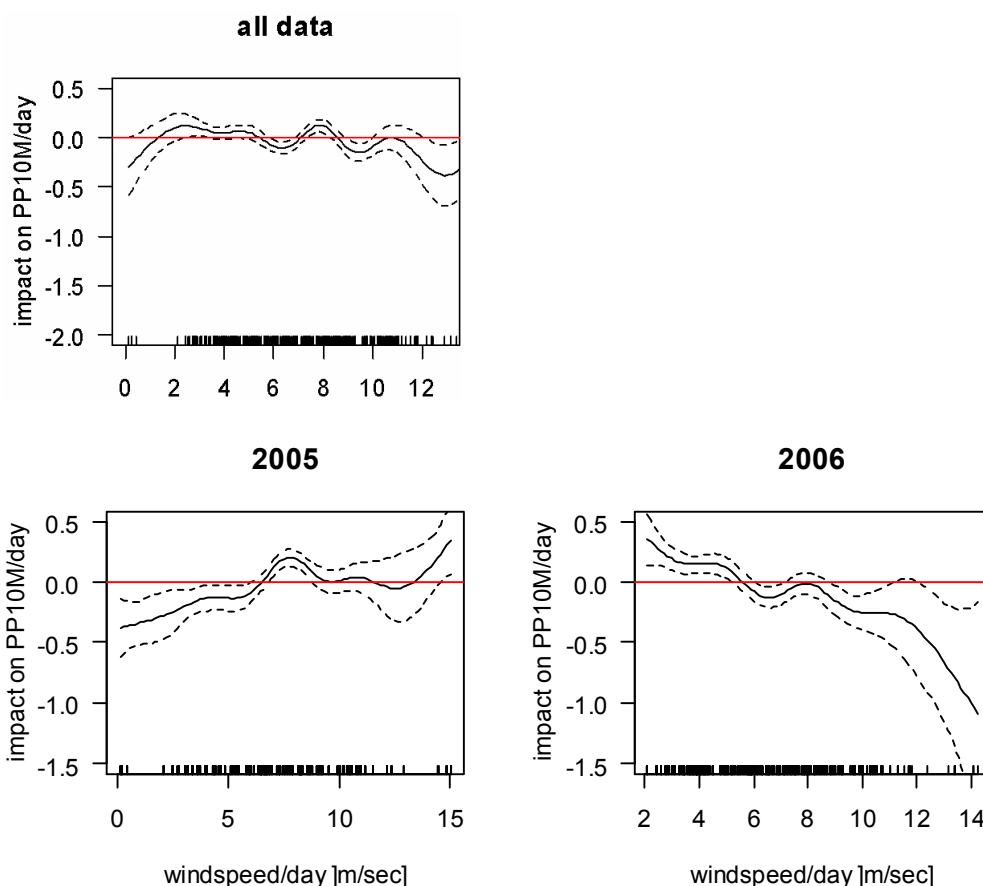 all data
impact on PP10M/day
0.5
0.0
-0.5
-1.0
-1.5
-2.0
0 2 4 6 8 10 12
2005
impact on PP10M/day
0.5
0.0
-0.5
-1.0
-1.5
0 5 10 15
windspeed/day ]m/sec]
2006
impact on PP10M/day
0.5
0.0
-0.5
-1.0
-1.5
2 4 6 8 10 12 14
windspeed/day ]m/sec]